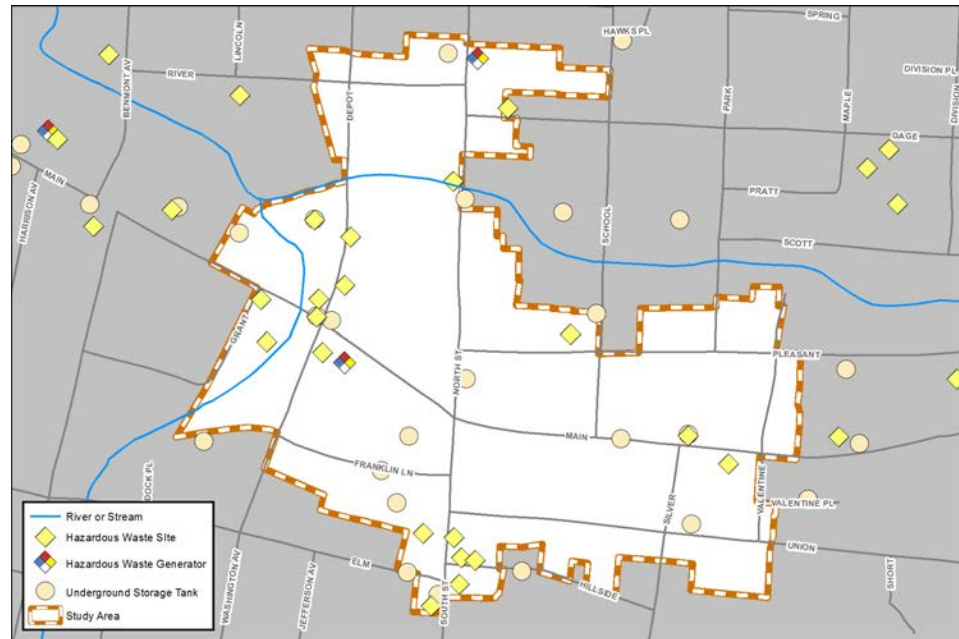 SPRING
HAWKS PL
LINCOLN
BENMONT AV
RIVER
DEPOT
PARK
MAPLE
DIVISION PL
DIVISION
GAGE
MAIN
HARRISON AV
PRATT
SCHOOL
SCOTT
GRANT
NORTH ST
PLEASANT
MAIN
FRANKLIN LN
SILVER
VALENTINE
VALENTINE PL
UNION
DOCK PL
WASHINGTON AV
JEFFERSON AV
ELM
SOUTH ST
HILLSIDE
SHORT
River or Stream
Hazardous Waste SIte
Hazardous Waste Generator
Underground Storage Tank
Study Area